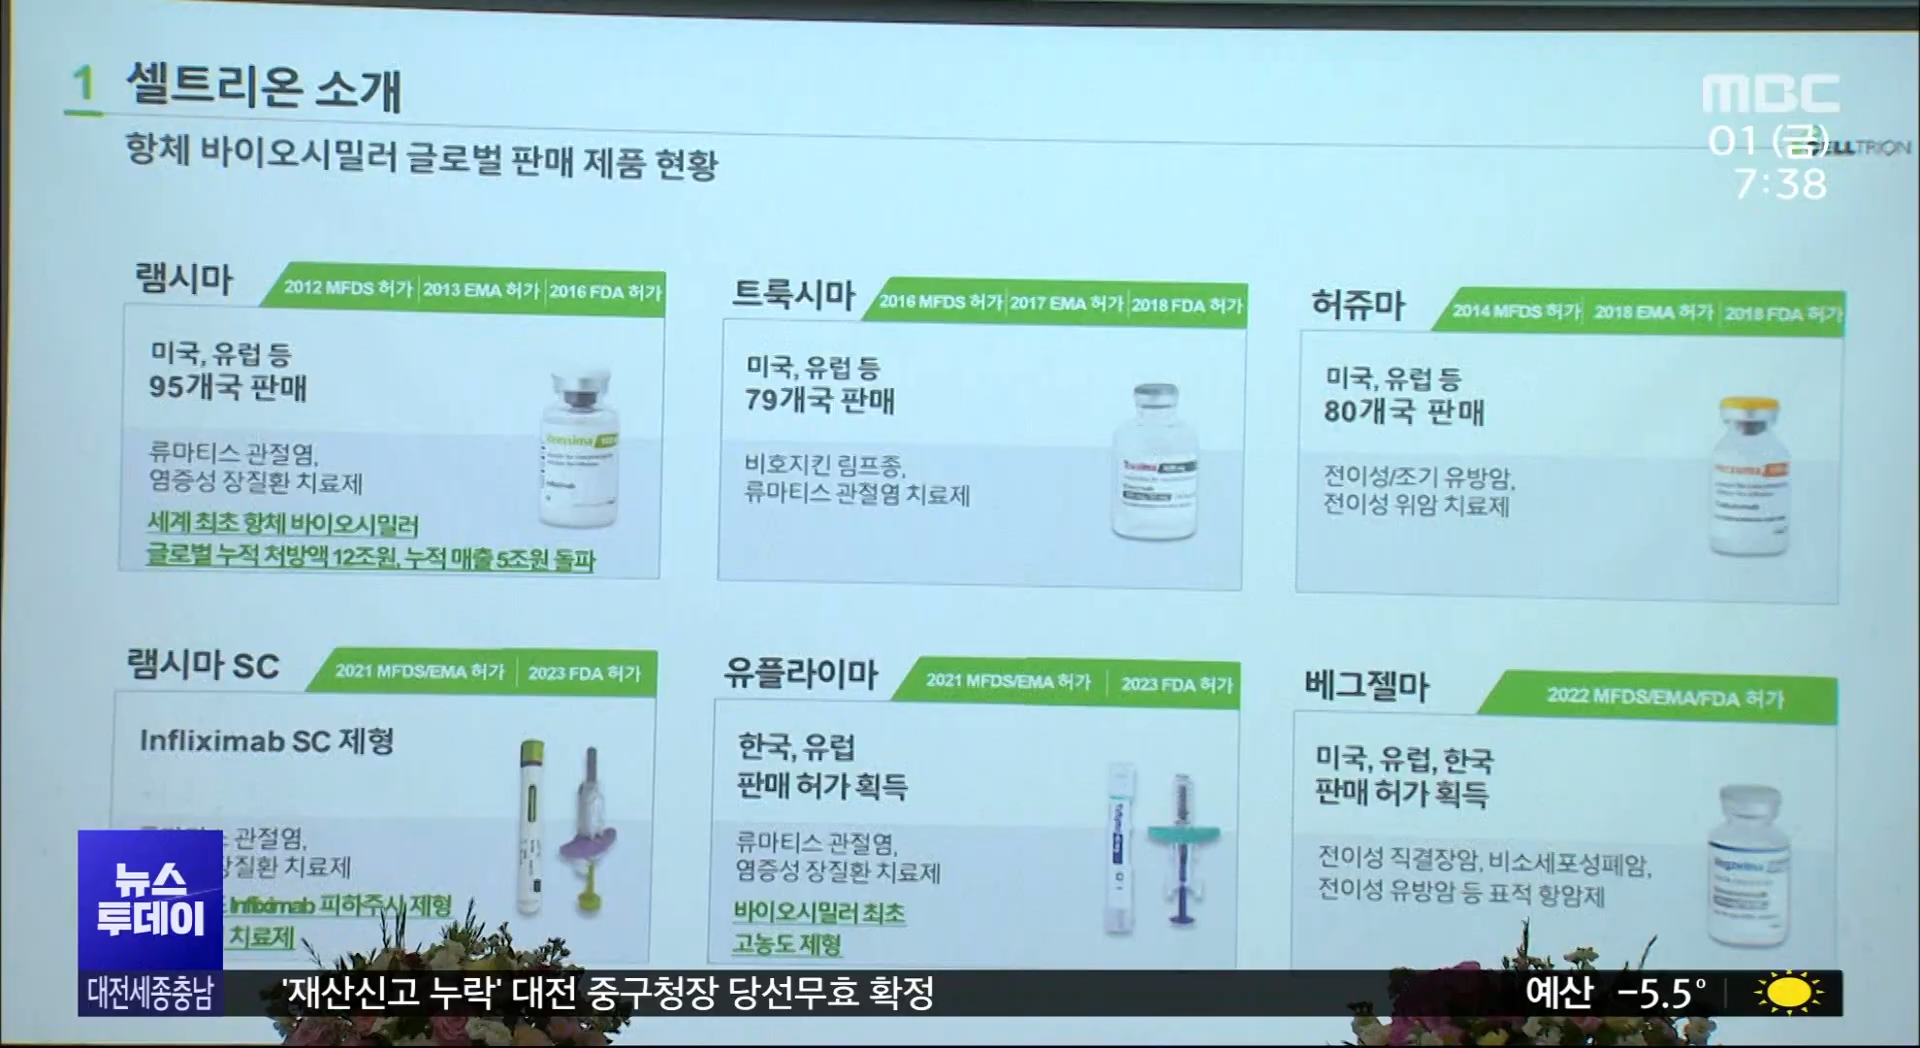 1 셀트리온 소개
항체 바이오시밀러 글로벌 판매 제품 현황
MBC
01 (금)
7:38
CELLTRION
램시마
2012 MFDS 허가 2013 EMA 허가 2016 FDA 허가
미국, 유럽 등
95개국 판매
류마티스 관절염,
염증성 장질환 치료제
세계 최초 항체 바이오시밀러
글로벌 누적 처방액 12조원, 누적 매출 5조원 돌파
트룩시마
2016 MFDS 허가 2017 EMA 허가 2018 FDA 허가
미국, 유럽 등
79개국 판매
비호지킨 림프종,
류마티스 관절염 치료제
허쥬마
2014 MFDS 허가 2018 EMA 허가 2018 FDA 허가
미국, 유럽 등
80개국 판매
전이성/조기 유방암,
전이성 위암 치료제
램시마 SC
2021 MFDS/EMA 허가 2023 FDA 허가
Infliximab SC 제형
관절염,
장질환 치료제
Infliximab 피하주사 제형
치료제
유플라이마
2021 MFDS/EMA 허가 2023 FDA 허가
한국, 유럽
판매 허가 획득
류마티스 관절염,
염증성 장질환 치료제
바이오시밀러 최초
고농도 제형
베그젤마
2022 MFDS/EMA/FDA 허가
미국, 유럽, 한국
판매 허가 획득
전이성 직결장암, 비소세포성폐암,
전이성 유방암 등 표적 항암제
뉴스
투데이
대전세종충남
'재산신고 누락' 대전 중구청장 당선무효 확정
예산 -5.5°